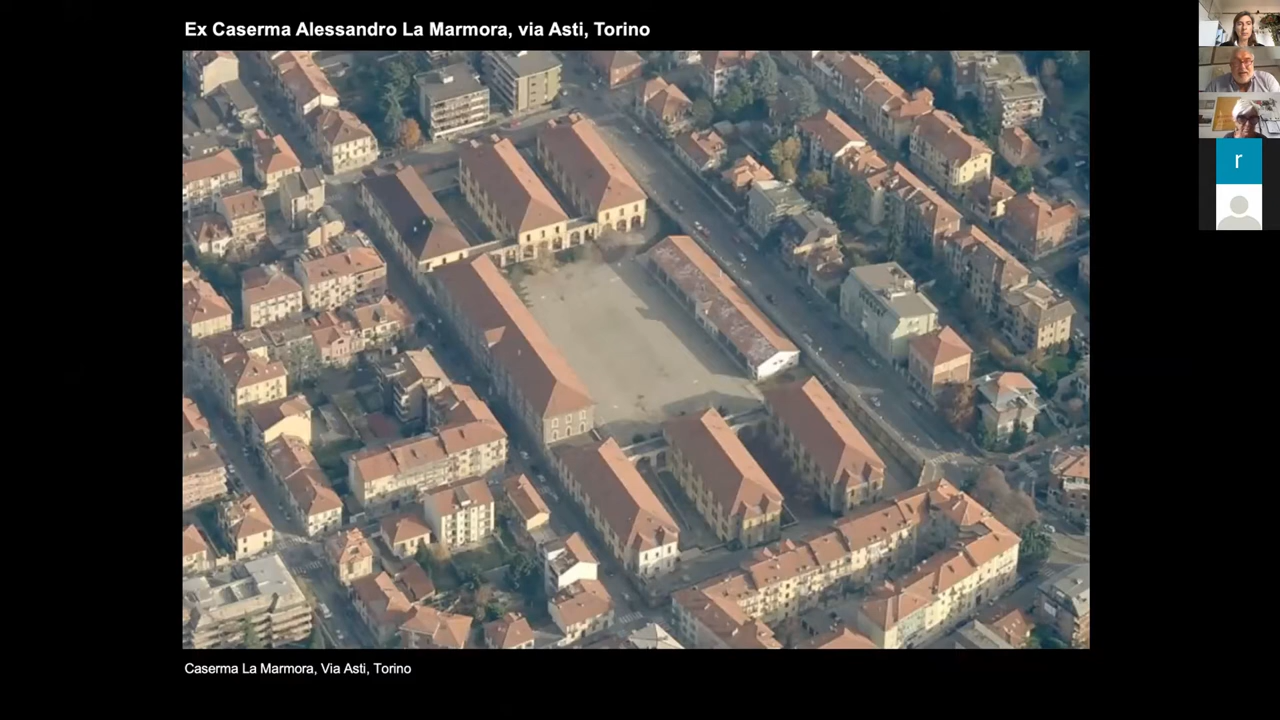 Ex Caserma Alessandro La Marmora, via Asti, Torino
r
Caserma La Marmora, Via Asti, Torino